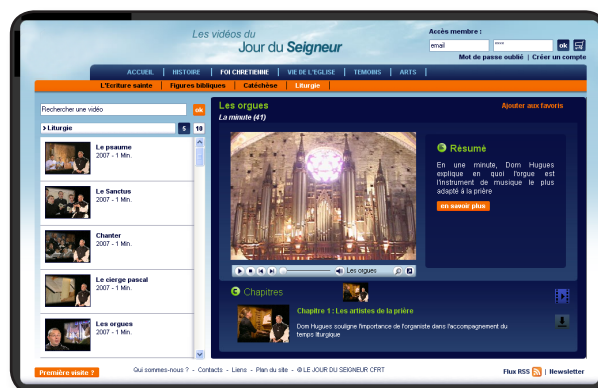 Les vidéos du
Jour du Seigneur
Accès membre :
email
****
ok
Mot de passe oublié | Créer un compte
ACCUEIL | HISTOIRE | FOI CHRETIENNE | VIE DE L'EGLISE | TEMOINS | ARTS |
L'Ecriture sainte | Figures bibliques | Catéchèse | Liturgie |
Rechercher une vidéo
ok
> Liturgie
5 10
Le psaume
2007 - 1 Min.
Le Sanctus
2007 - 1 Min.
Chanter
2007 - 1 Min.
Le cierge pascal
2007 - 1 Min.
Les orgues
2007 - 1 Min.
Les orgues
Ajouter aux favoris
La minute (41)
Résumé
En une minute, Dom Hugues
explique en quoi l'orgue est
l'instrument de musique le plus
adapté à la prière
en savoir plus
Les orgues
Chapitres
Chapitre 1 : Les artistes de la prière
Dom Hugues souligne l'importance de l'organiste dans l'accompagnement du
temps liturgique
Première visite ?
Qui sommes-nous ? - Contacts - Liens - Plan du site - © LE JOUR DU SEIGNEUR CFRT
Flux RSS | Newsletter